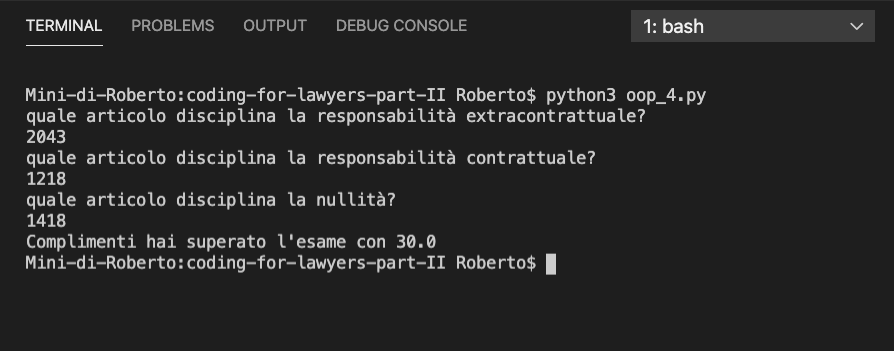 TERMINAL PROBLEMS OUTPUT DEBUG CONSOLE 1: bash
Mini-di-Roberto:coding-for-lawyers-part-II Roberto$ python3 oop_4.py
quale articolo disciplina la responsabilità extracontrattuale?
2043
quale articolo disciplina la responsabilità contrattuale?
1218
quale articolo disciplina la nullità?
1418
Complimenti hai superato l'esame con 30.0
Mini-di-Roberto:coding-for-lawyers-part-II Roberto$